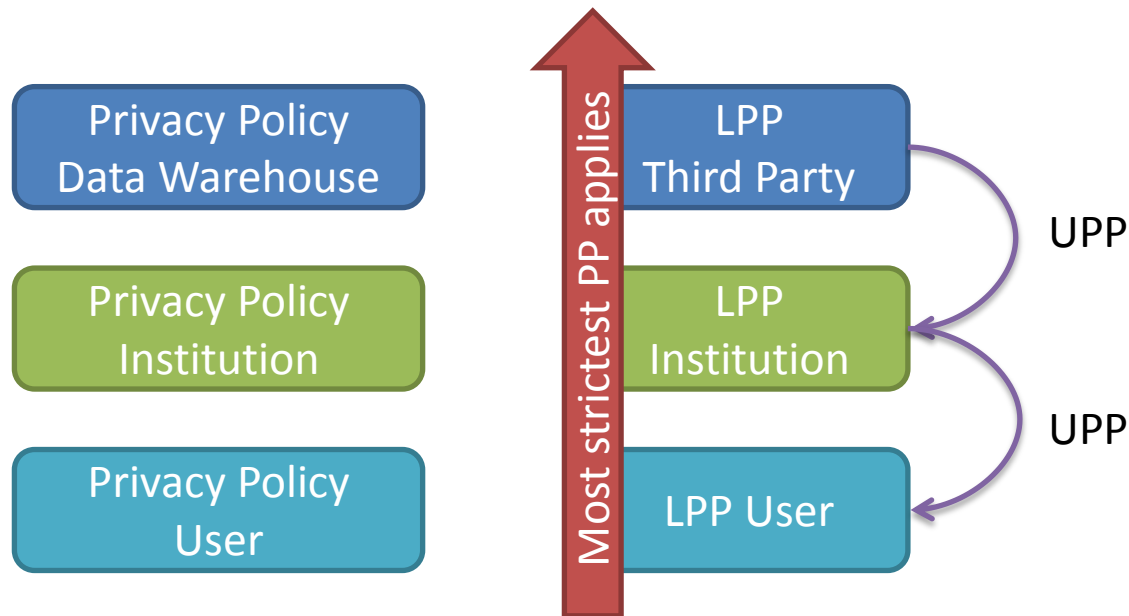 Privacy Policy
Data Warehouse
Privacy Policy
Institution
Privacy Policy
User
Most strictest PP applies
LPP
Third Party
LPP
Institution
LPP User
UPP
UPP